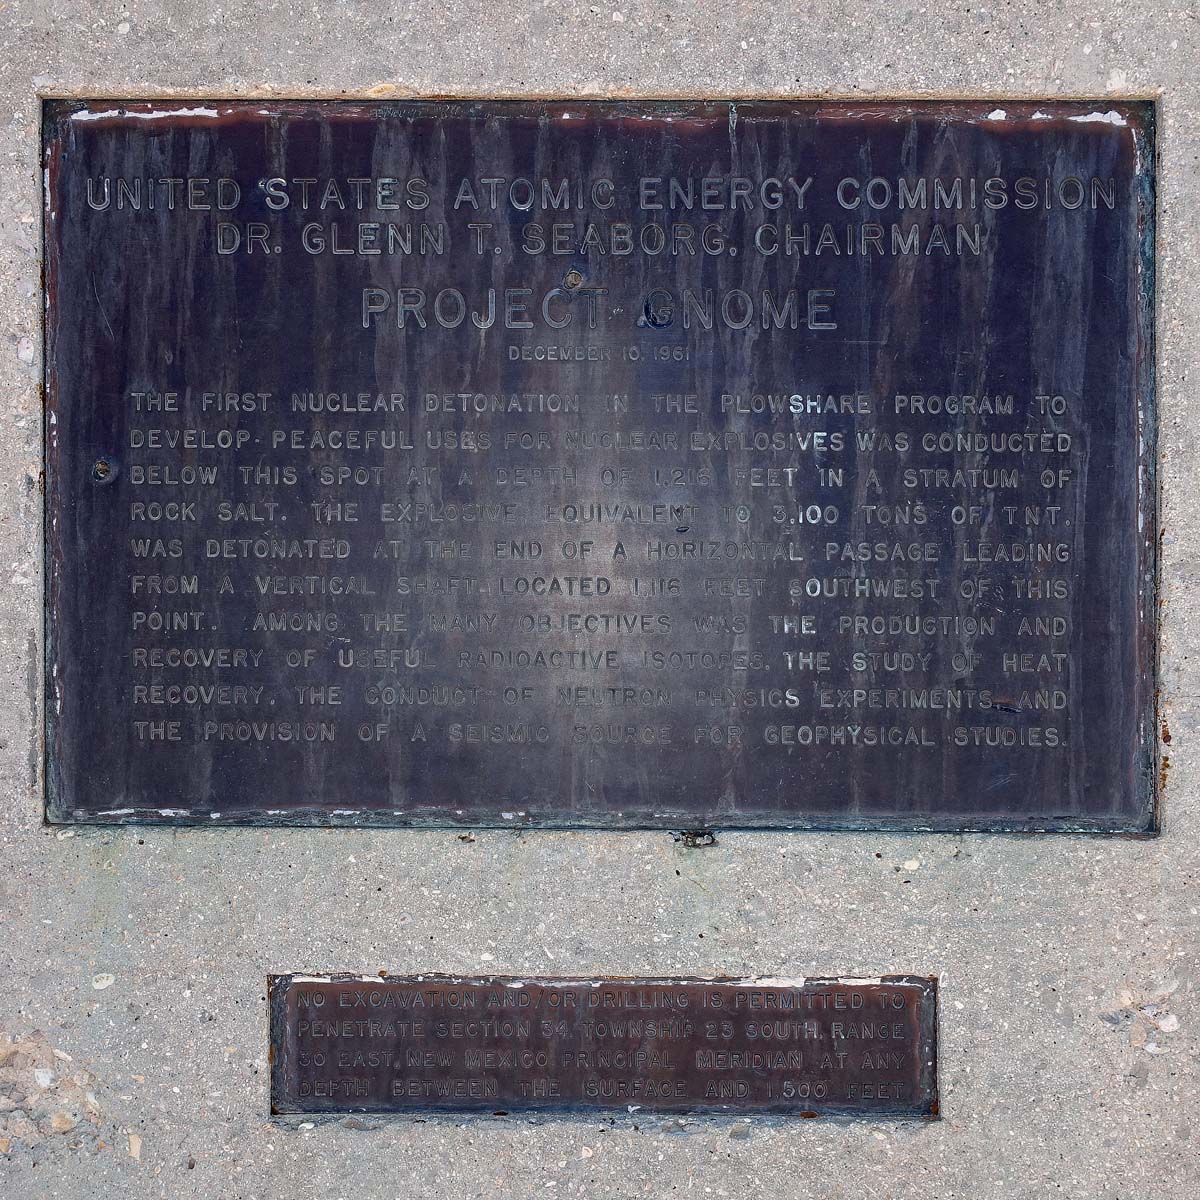 UNITED STATES ATOMIC ENERGY COMMISSION
DR. GLENN T. SEABORG, CHAIRMAN
PROJECT GNOME
DECEMBER 10, 1961
THE FIRST NUCLEAR DETONATION IN THE PLOWSHARE PROGRAM TO
DEVELOP PEACEFUL USES FOR NUCLEAR EXPLOSIVES WAS CONDUCTED
BELOW THIS SPOT AT A DEPTH OF 1,216 FEET IN A STRATUM OF
ROCK SALT. THE EXPLOSIVE, EQUIVALENT TO 3,100 TONS OF TNT,
WAS DETONATED AT THE END OF A HORIZONTAL PASSAGE LEADING
FROM A VERTICAL SHAFT LOCATED 1,116 FEET SOUTHWEST OF THIS
POINT. AMONG THE MANY OBJECTIVES WAS THE PRODUCTION AND
RECOVERY OF USEFUL RADIOACTIVE ISOTOPES, THE STUDY OF HEAT
RECOVERY, THE CONDUCT OF NEUTRON PHYSICS EXPERIMENTS, AND
THE PROVISION OF A SEISMIC SOURCE FOR GEOPHYSICAL STUDIES.
NO EXCAVATION AND/OR DRILLING IS PERMITTED TO
PENETRATE SECTION 34, TOWNSHIP 23 SOUTH, RANGE
30 EAST, NEW MEXICO PRINCIPAL MERIDIAN AT ANY
DEPTH BETWEEN THE SURFACE AND 1,500 FEET